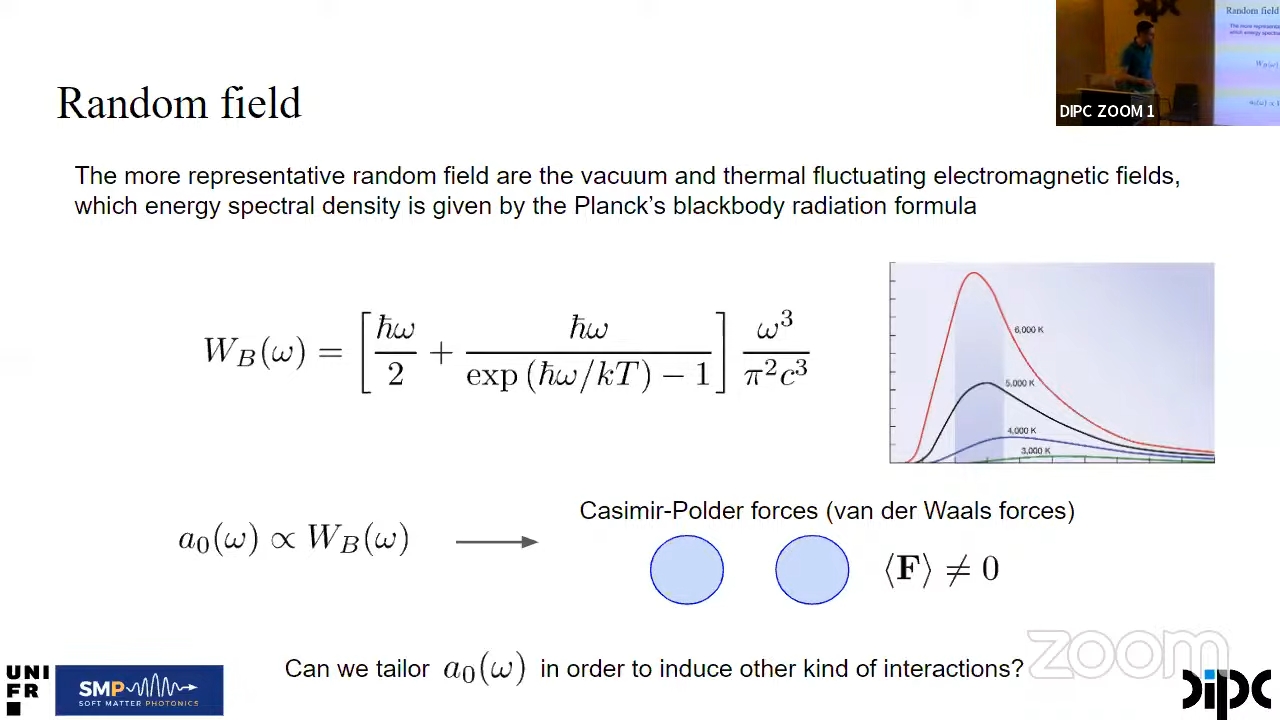 Random field
The more representative random field are the vacuum and thermal fluctuating electromagnetic fields,
which energy spectral density is given by the Planck's blackbody radiation formula
W_B(ω) = [ħω/2 + ħω/(exp (ħω/kT) − 1)] ω³/(π²c³)
6,000 K
5,000 K
4,000 K
3,000 K
a₀(ω) ∝ W_B(ω)
Casimir-Polder forces (van der Waals forces)
⟨F⟩ ≠ 0
Can we tailor a₀(ω) in order to induce other kind of interactions?
UNI
FR
SMP
SOFT MATTER PHOTONICS
zoom
dipc
DIPC ZOOM 1
Random field